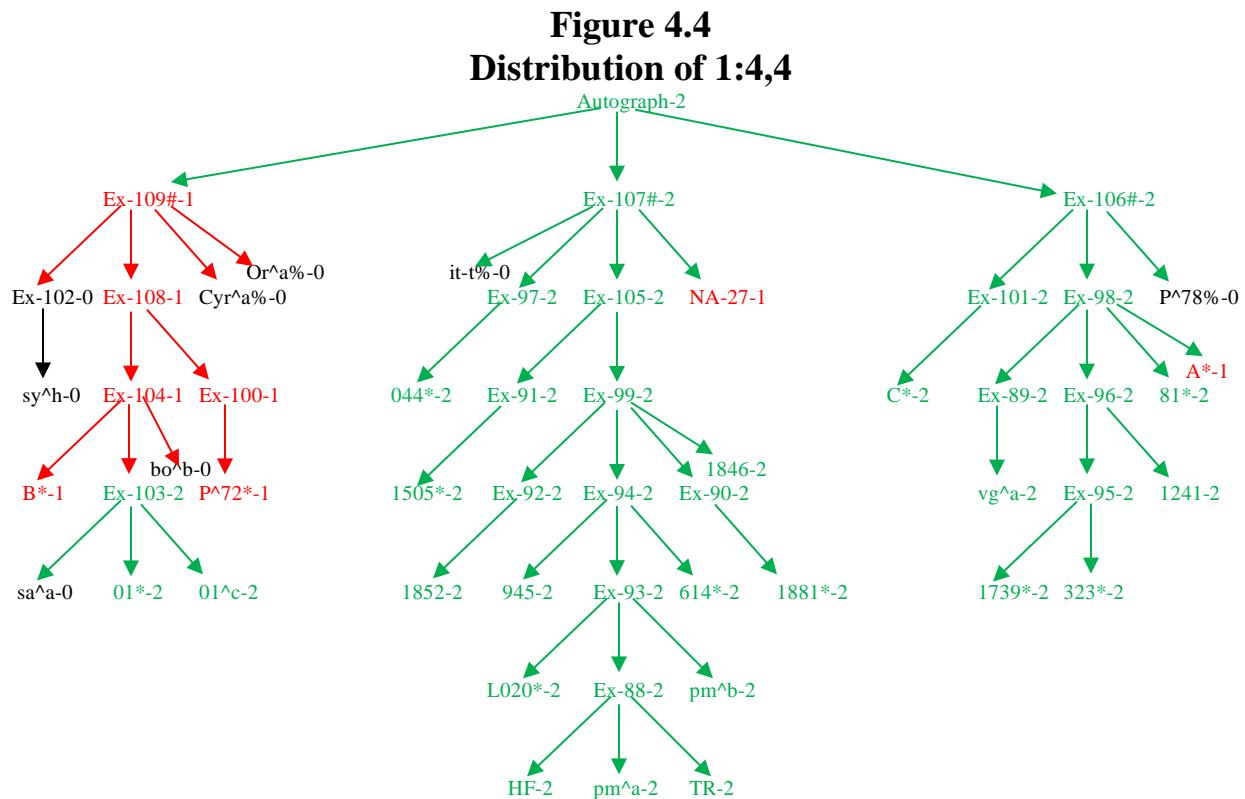 Figure 4.4
Distribution of 1:4,4
Autograph-2
Ex-109#-1 Ex-107#-2 Ex-106#-2
Or^a%-0 it-t%-0
Ex-102-0 Ex-108-1 Cyr^a%-0 Ex-97-2 Ex-105-2 NA-27-1 Ex-101-2 Ex-98-2 P^78%-0
A*-1
sy^h-0 Ex-104-1 Ex-100-1 044*-2 Ex-91-2 Ex-99-2 C*-2 Ex-89-2 Ex-96-2 81*-2
bo^b-0 1846-2
B*-1 Ex-103-2 P^72*-1 1505*-2 Ex-92-2 Ex-94-2 Ex-90-2 vg^a-2 Ex-95-2 1241-2
sa^a-0 01*-2 01^c-2 1852-2 945-2 Ex-93-2 614*-2 1881*-2 1739*-2 323*-2
L020*-2 Ex-88-2 pm^b-2
HF-2 pm^a-2 TR-2